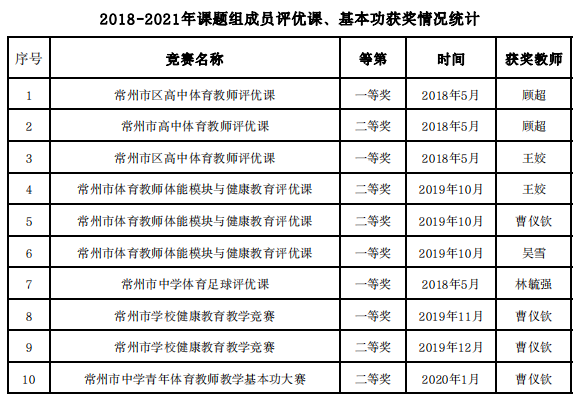 2018-2021年课题组成员评优课、基本功获奖情况统计
序号 竞赛名称 等第 时间 获奖教师
1 常州市区高中体育教师评优课 一等奖 2018年5月 顾超
2 常州市高中体育教师评优课 二等奖 2018年5月 顾超
3 常州市区高中体育教师评优课 一等奖 2018年5月 王姣
4 常州市体育教师体能模块与健康教育评优课 二等奖 2019年10月 王姣
5 常州市体育教师体能模块与健康教育评优课 二等奖 2019年10月 曹仪钦
6 常州市体育教师体能模块与健康教育评优课 一等奖 2019年10月 吴雪
7 常州市中学体育足球评优课 一等奖 2018年5月 林毓强
8 常州市学校健康教育教学竞赛 一等奖 2019年11月 曹仪钦
9 常州市学校健康教育教学竞赛 二等奖 2019年12月 曹仪钦
10 常州市中学青年体育教师教学基本功大赛 二等奖 2020年1月 曹仪钦